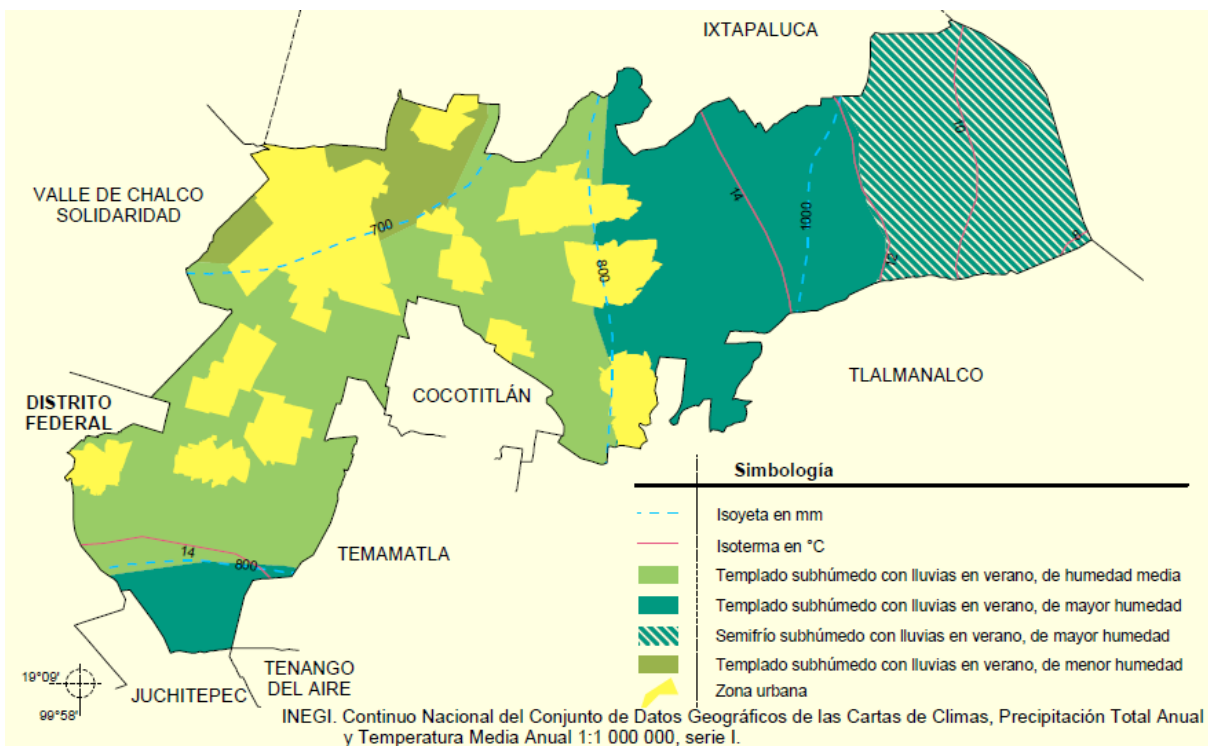 IXTAPALUCA
VALLE DE CHALCO
SOLIDARIDAD
700
800
14
1000
12
10
8
DISTRITO
FEDERAL
COCOTITLÁN
TLALMANALCO
TEMAMATLA
14
800
TENANGO
DEL AIRE
JUCHITEPEC
19°09'
99°58'
Simbología
Isoyeta en mm
Isoterma en °C
Templado subhúmedo con lluvias en verano, de humedad media
Templado subhúmedo con lluvias en verano, de mayor humedad
Semifrío subhúmedo con lluvias en verano, de mayor humedad
Templado subhúmedo con lluvias en verano, de menor humedad
Zona urbana
INEGI. Continuo Nacional del Conjunto de Datos Geográficos de las Cartas de Climas, Precipitación Total Anual
y Temperatura Media Anual 1:1 000 000, serie I.